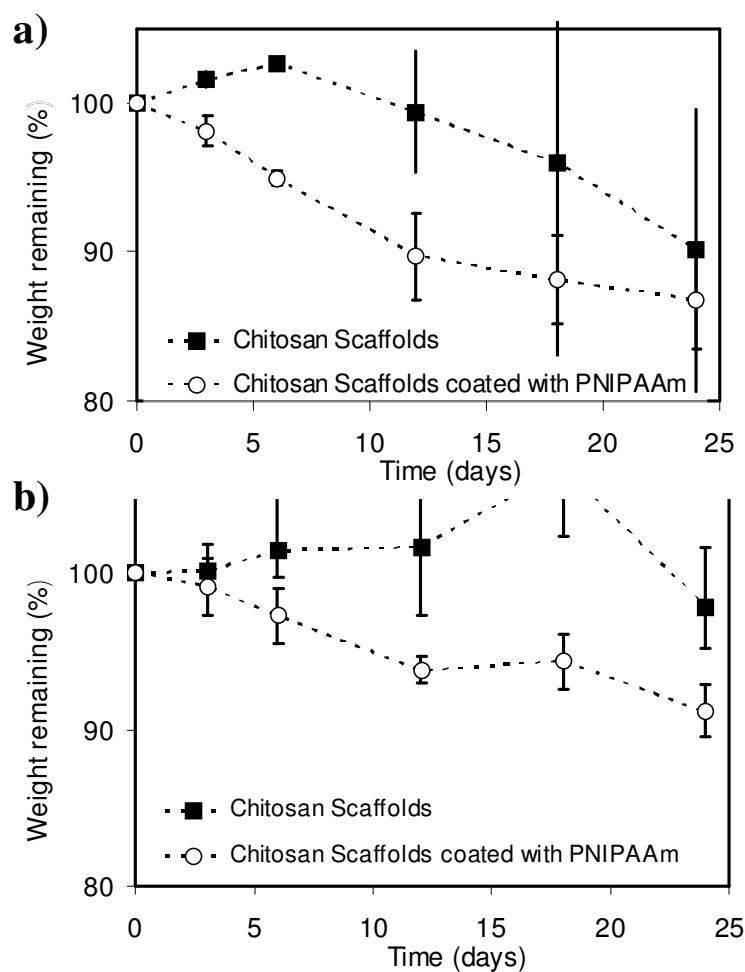 a)
Weight remaining (%)
100
90
80
Chitosan Scaffolds
Chitosan Scaffolds coated with PNIPAAm
0 5 10 15 20 25
Time (days)
b)
Weight remaining (%)
100
90
80
Chitosan Scaffolds
Chitosan Scaffolds coated with PNIPAAm
0 5 10 15 20 25
Time (days)